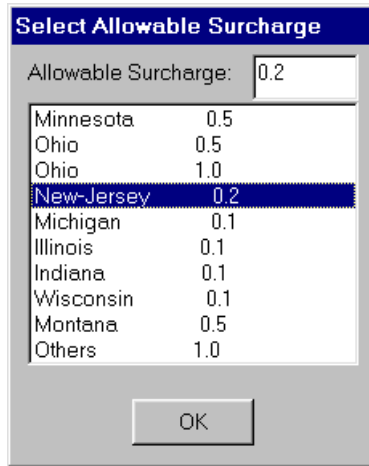 Select Allowable Surcharge
Allowable Surcharge: 0.2
Minnesota 0.5
Ohio 0.5
Ohio 1.0
New-Jersey 0.2
Michigan 0.1
Illinois 0.1
Indiana 0.1
Wisconsin 0.1
Montana 0.5
Others 1.0
OK